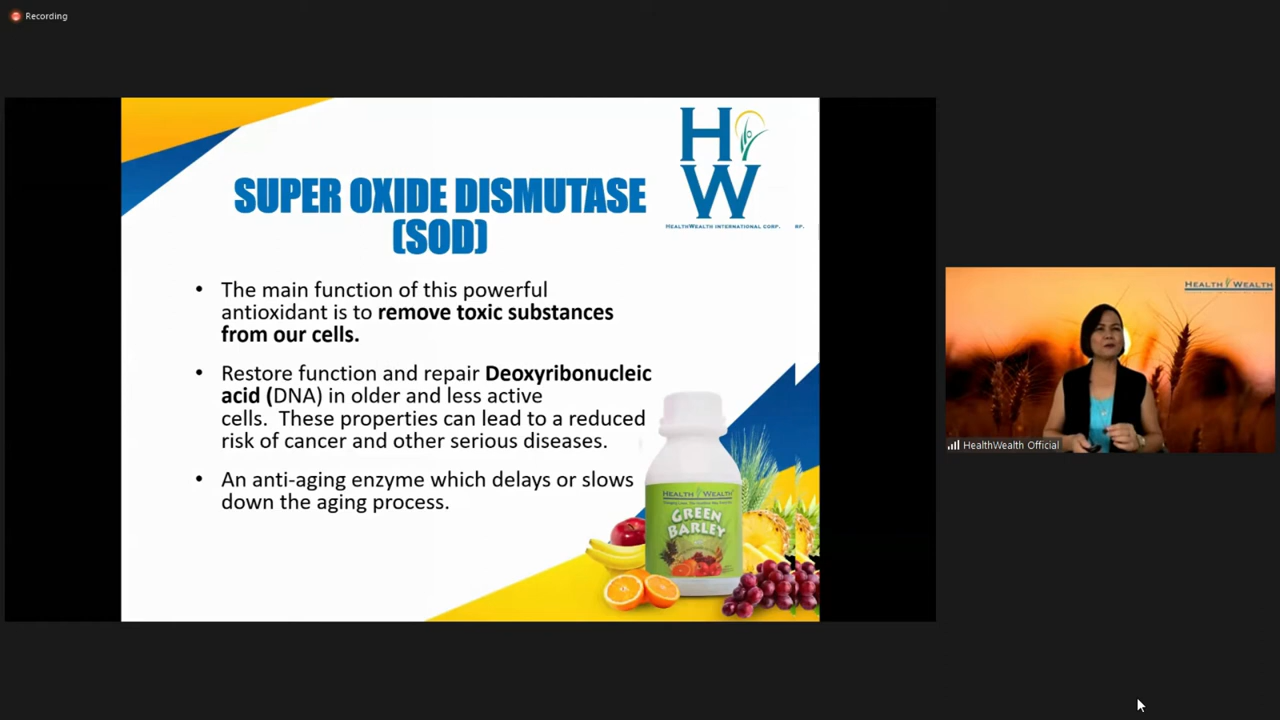 Recording
H
W
HEALTHWEALTH INTERNATIONAL CORP. RP.
SUPER OXIDE DISMUTASE
(SOD)
• The main function of this powerful
antioxidant is to remove toxic substances
from our cells.
• Restore function and repair Deoxyribonucleic
acid (DNA) in older and less active
cells. These properties can lead to a reduced
risk of cancer and other serious diseases.
• An anti-aging enzyme which delays or slows
down the aging process.
HEALTH WEALTH
GREEN
BARLEY
HEALTH WEALTH
HealthWealth Official